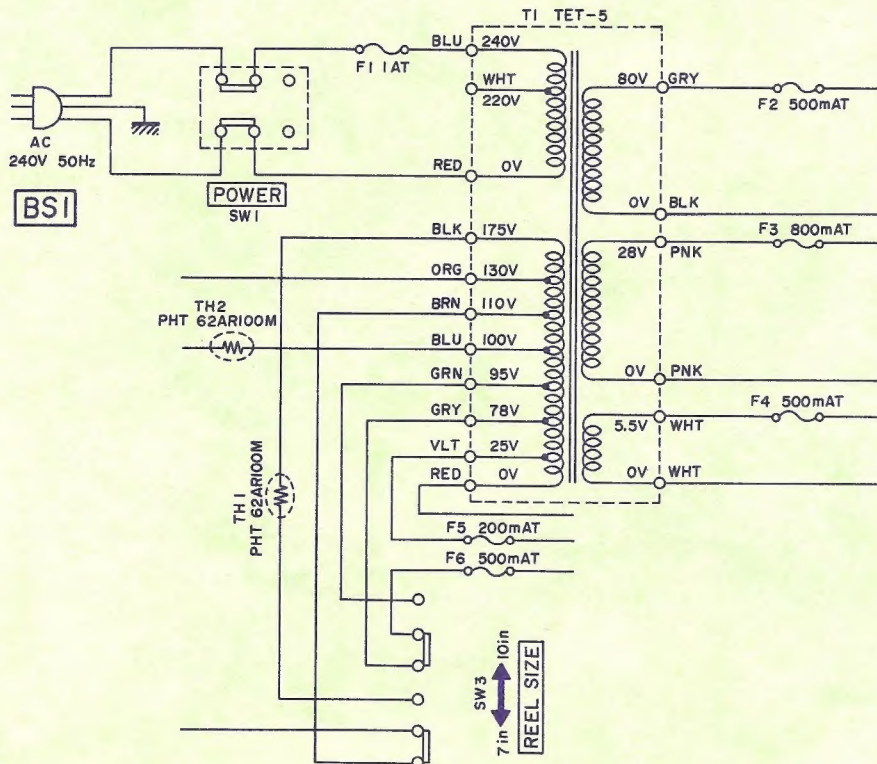 T1 TET-5
BLU 240V
F1 1AT
WHT
220V
80V GRY
F2 500mAT
AC
240V 50Hz
RED 0V
0V BLK
BS1
POWER
SW1
BLK 175V
F3 800mAT
28V PNK
ORG 130V
TH2
PHT 62AR100M
BRN 110V
BLU 100V
GRN 95V
0V PNK
GRY 78V
F4 500mAT
5.5V WHT
VLT 25V
RED 0V
0V WHT
TH1
PHT 62AR100M
F5 200mAT
F6 500mAT
SW3
7in 10in
REEL SIZE